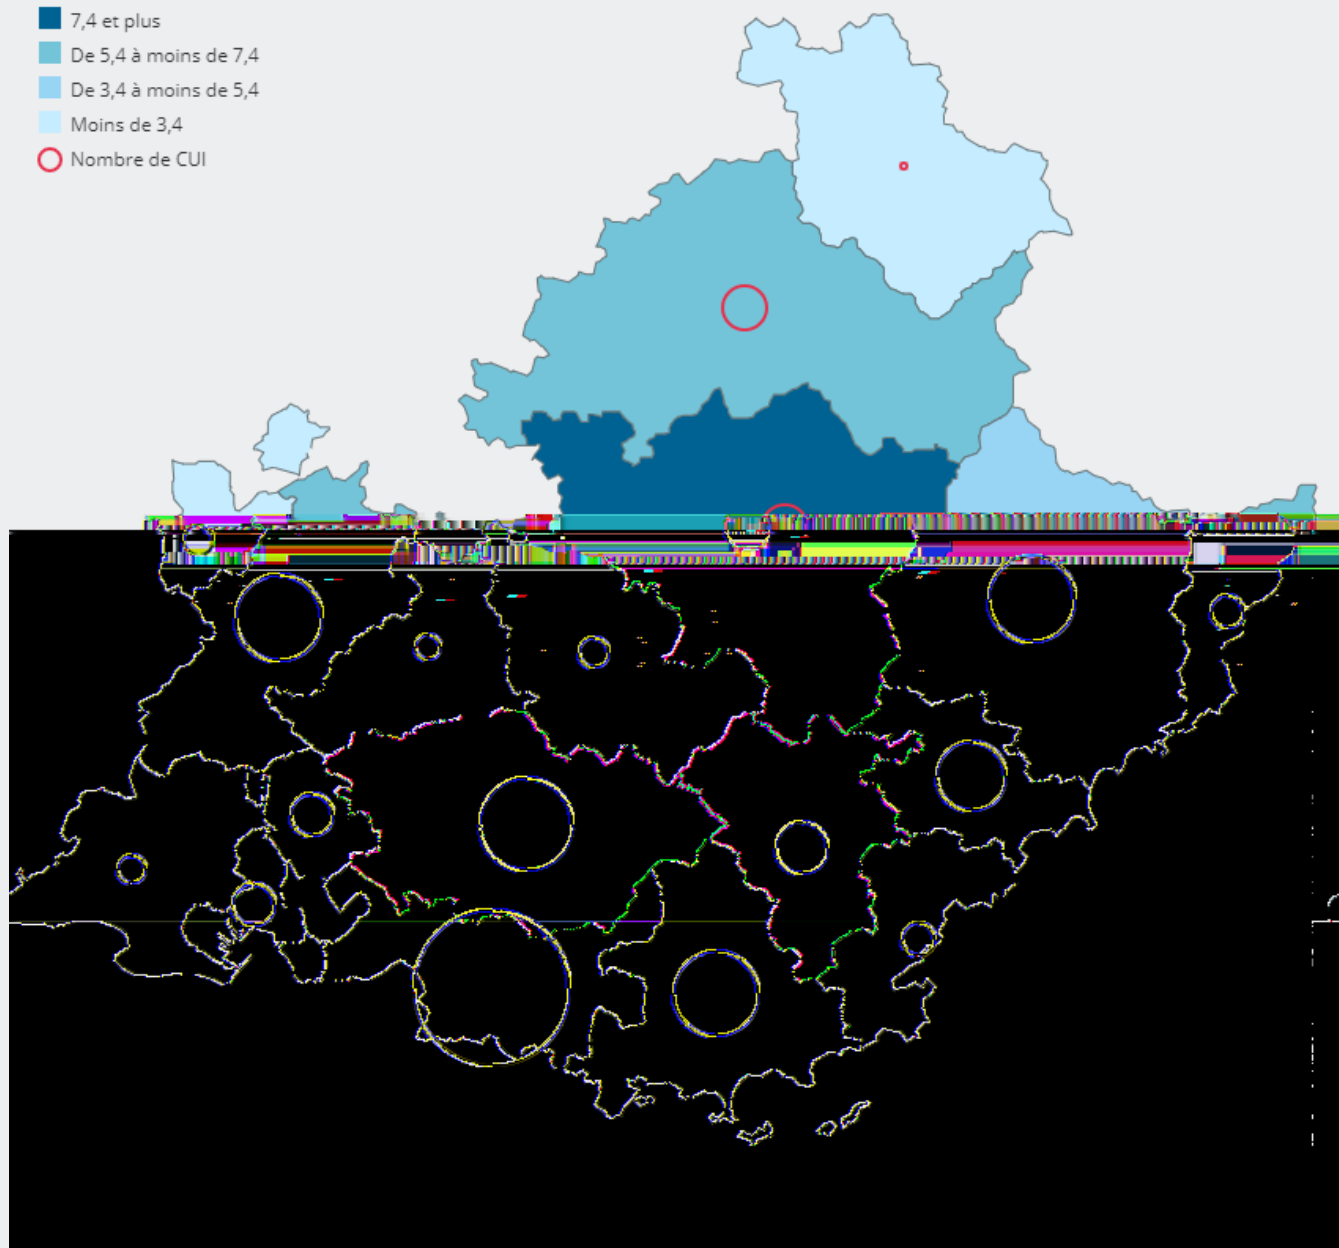 7,4 et plus
De 5,4 à moins de 7,4
De 3,4 à moins de 5,4
Moins de 3,4
Nombre de CUI